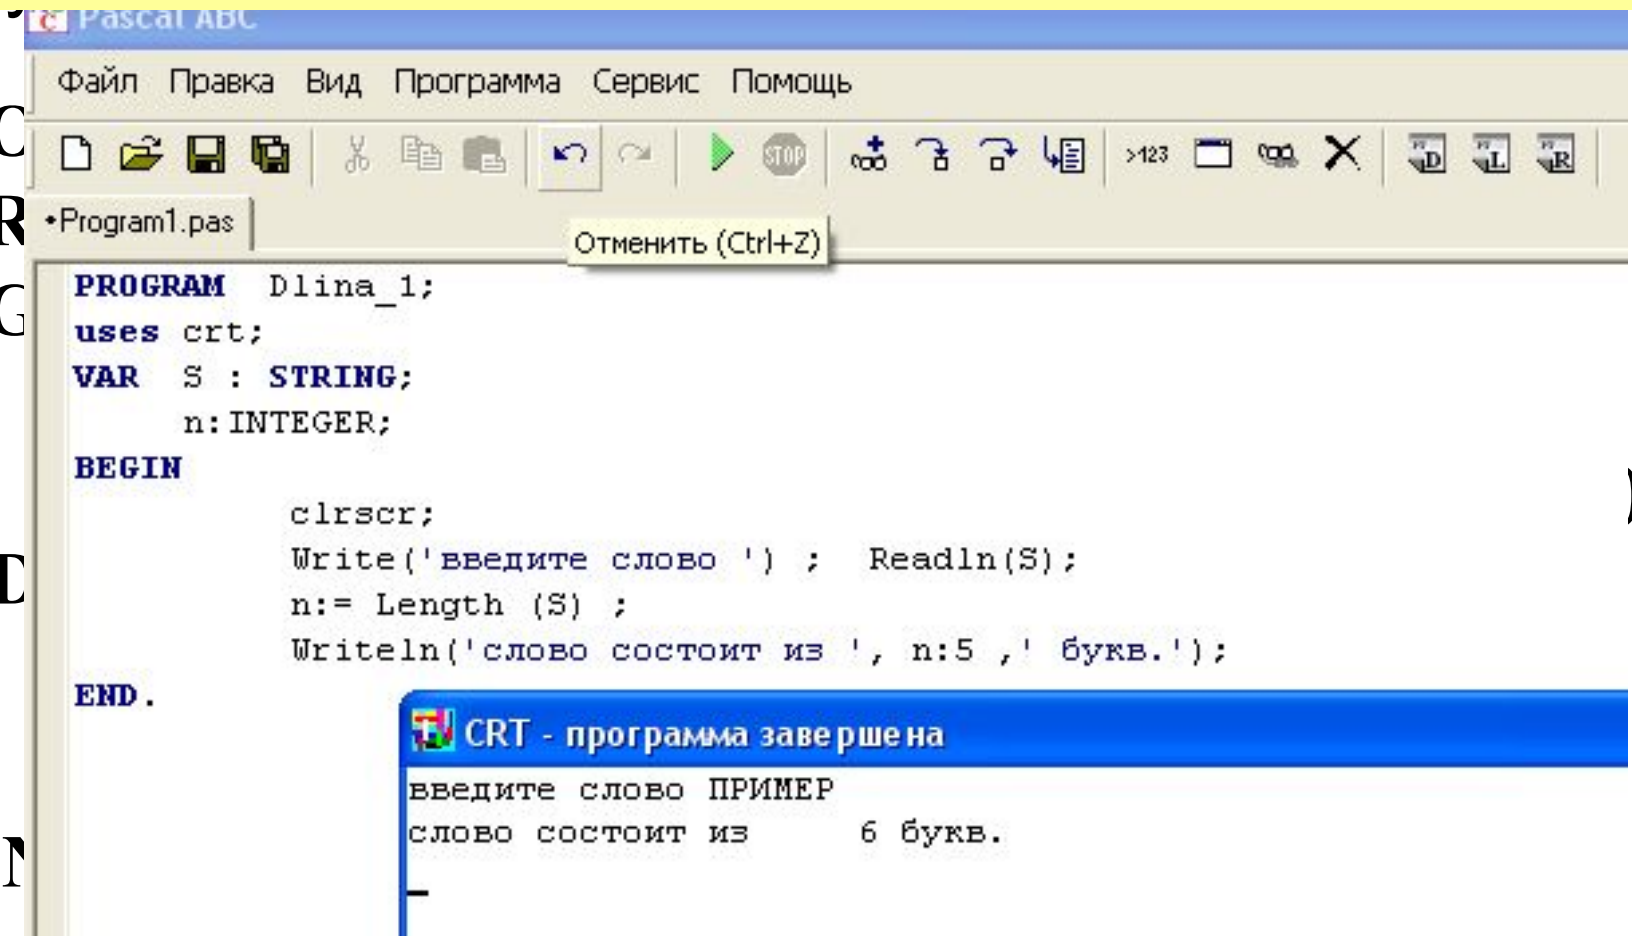 Pascal ABC
Файл Правка Вид Программа Сервис Помощь
STOP >123 D L R
•Program1.pas
Отменить (Ctrl+Z)
PROGRAM Dlina_1;
uses crt;
VAR S : STRING;
n:INTEGER;
BEGIN
clrscr;
Write('введите слово ') ; Readln(S);
n:= Length (S) ;
Writeln('слово состоит из ', n:5 ,' букв.');
END.
CRT - программа завершена
введите слово ПРИМЕР
слово состоит из 6 букв.